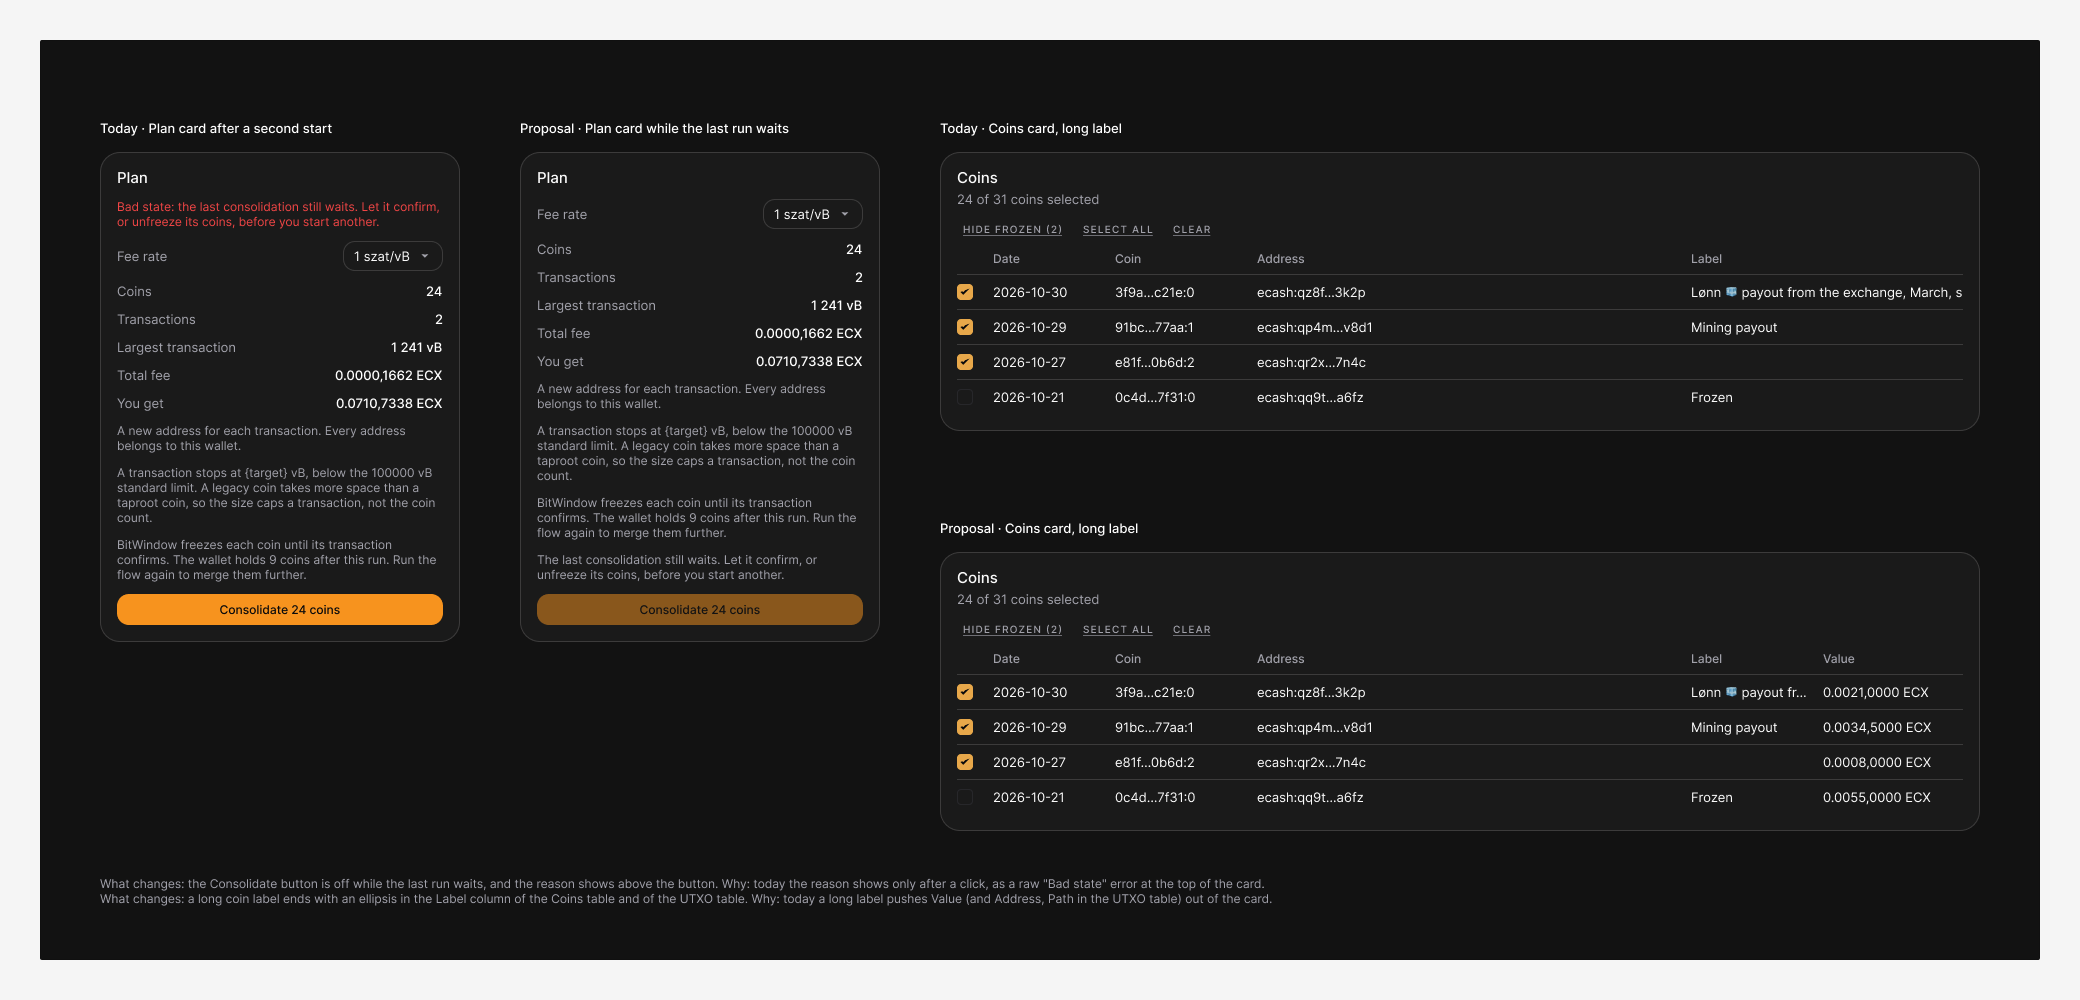 Today · Plan card after a second start
Plan
Bad state: the last consolidation still waits. Let it confirm,
or unfreeze its coins, before you start another.
Fee rate
1 szat/vB
Coins
24
Transactions
2
Largest transaction
1 241 vB
Total fee
0.0000,1662 ECX
You get
0.0710,7338 ECX
A new address for each transaction. Every address
belongs to this wallet.
A transaction stops at {target} vB, below the 100000 vB
standard limit. A legacy coin takes more space than a
taproot coin, so the size caps a transaction, not the coin
count.
BitWindow freezes each coin until its transaction
confirms. The wallet holds 9 coins after this run. Run the
flow again to merge them further.
Consolidate 24 coins
Proposal · Plan card while the last run waits
Plan
Fee rate
1 szat/vB
Coins
24
Transactions
2
Largest transaction
1 241 vB
Total fee
0.0000,1662 ECX
You get
0.0710,7338 ECX
A new address for each transaction. Every address
belongs to this wallet.
A transaction stops at {target} vB, below the 100000 vB
standard limit. A legacy coin takes more space than a
taproot coin, so the size caps a transaction, not the coin
count.
BitWindow freezes each coin until its transaction
confirms. The wallet holds 9 coins after this run. Run the
flow again to merge them further.
The last consolidation still waits. Let it confirm, or
unfreeze its coins, before you start another.
Consolidate 24 coins
Today · Coins card, long label
Coins
24 of 31 coins selected
HIDE FROZEN (2) SELECT ALL CLEAR
Date Coin Address Label
2026-10-30 3f9a...c21e:0 ecash:qz8f...3k2p Lønn payout from the exchange, March, s
2026-10-29 91bc...77aa:1 ecash:qp4m...v8d1 Mining payout
2026-10-27 e81f...0b6d:2 ecash:qr2x...7n4c
2026-10-21 0c4d...7f31:0 ecash:qq9t...a6fz Frozen
Proposal · Coins card, long label
Coins
24 of 31 coins selected
HIDE FROZEN (2) SELECT ALL CLEAR
Date Coin Address Label Value
2026-10-30 3f9a...c21e:0 ecash:qz8f...3k2p Lønn payout fr... 0.0021,0000 ECX
2026-10-29 91bc...77aa:1 ecash:qp4m...v8d1 Mining payout 0.0034,5000 ECX
2026-10-27 e81f...0b6d:2 ecash:qr2x...7n4c 0.0008,0000 ECX
2026-10-21 0c4d...7f31:0 ecash:qq9t...a6fz Frozen 0.0055,0000 ECX
What changes: the Consolidate button is off while the last run waits, and the reason shows above the button. Why: today the reason shows only after a click, as a raw "Bad state" error at the top of the card.
What changes: a long coin label ends with an ellipsis in the Label column of the Coins table and of the UTXO table. Why: today a long label pushes Value (and Address, Path in the UTXO table) out of the card.